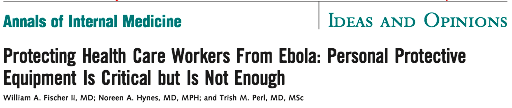 Annals of Internal Medicine
IDEAS AND OPINIONS
Protecting Health Care Workers From Ebola: Personal Protective
Equipment Is Critical but Is Not Enough
William A. Fischer II, MD; Noreen A. Hynes, MD, MPH; and Trish M. Perl, MD, MSc